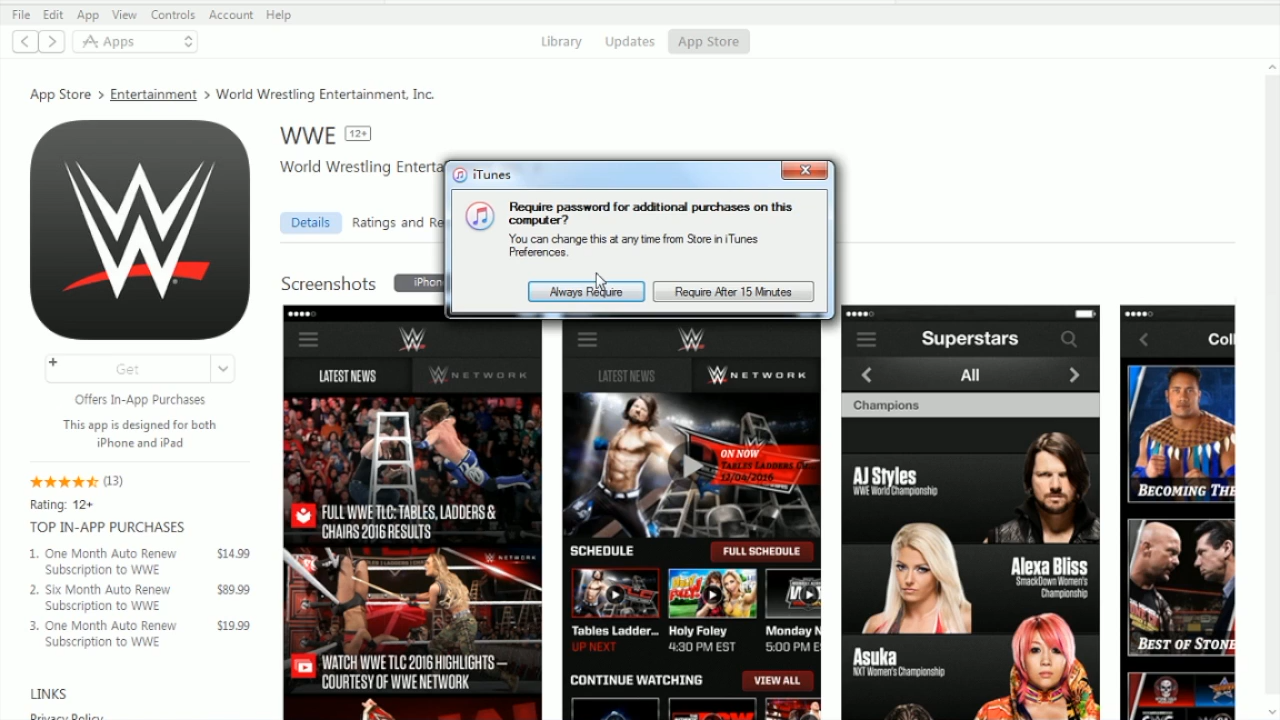 File Edit App View Controls Account Help
Apps
Library Updates App Store
App Store > Entertainment > World Wrestling Entertainment, Inc.
WWE 12+
World Wrestling Enterta
Details Ratings and Re
iTunes
Require password for additional purchases on this
computer?
You can change this at any time from Store in iTunes
Preferences.
Always Require Require After 15 Minutes
Screenshots iPhon
+ Get
Offers In-App Purchases
This app is designed for both
iPhone and iPad
(13)
Rating: 12+
TOP IN-APP PURCHASES
1. One Month Auto Renew $14.99
Subscription to WWE
2. Six Month Auto Renew $89.99
Subscription to WWE
3. One Month Auto Renew $19.99
Subscription to WWE
LINKS
Privacy Policy
LATEST NEWS NETWORK
FULL WWE TLC: TABLES, LADDERS &
CHAIRS 2016 RESULTS
NETWORK
WATCH WWE TLC 2016 HIGHLIGHTS –
COURTESY OF WWE NETWORK
LATEST NEWS NETWORK
ON NOW
TABLES LADDERS
12/04/2016
SCHEDULE FULL SCHEDULE
Tables Ladder... Holy Foley Monday N
UP NEXT 4:30 PM EST 5:00 PM E
CONTINUE WATCHING VIEW ALL
Superstars
All
Champions
AJ Styles
WWE World Championship
Alexa Bliss
SmackDown Women's
Championship
Asuka
NXT Women's Championship
Coll
BECOMING THE
BEST OF STONE